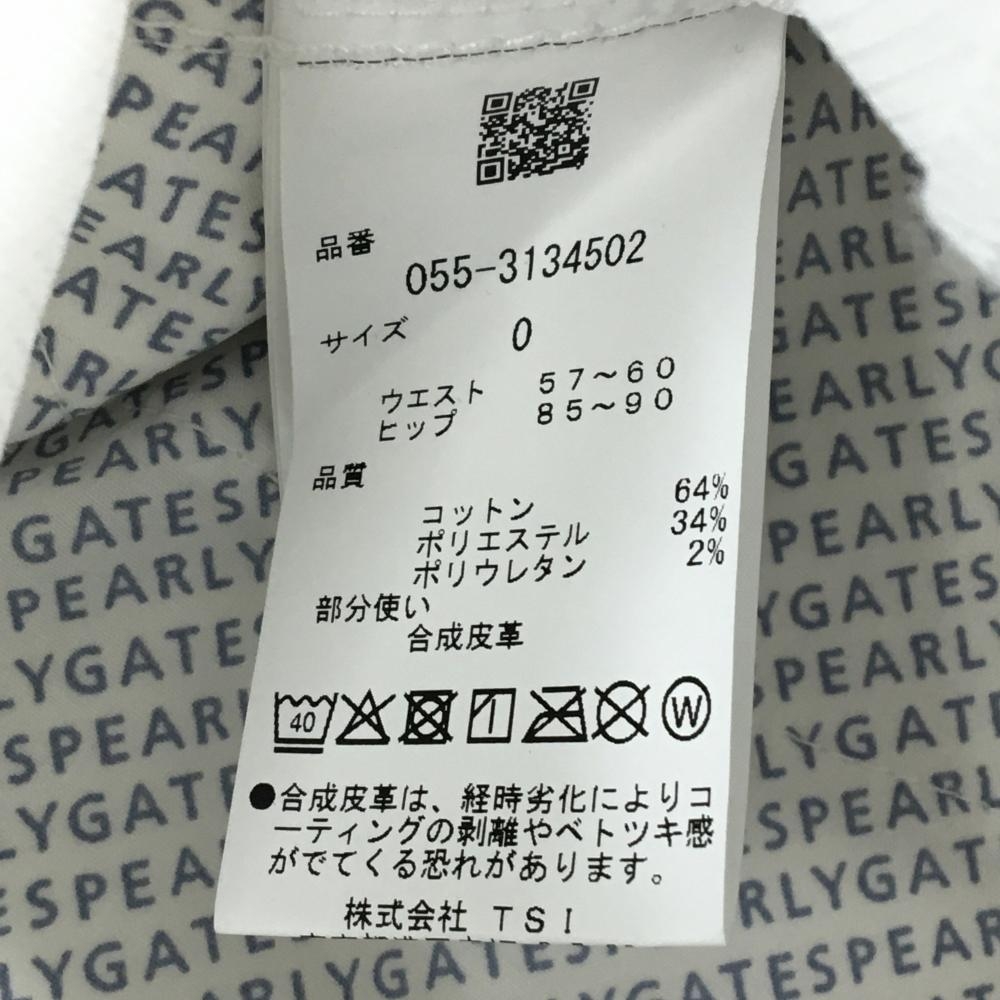 品番
055-3134502
サイズ 0
ウエスト 57～60
ヒップ 85～90
品質
コットン 64%
ポリエステル 34%
ポリウレタン 2%
部分使い
合成皮革
40
W
●合成皮革は、経時劣化によりコ
ーティングの剥離やベトツキ感
がでてくる恐れがあります。
株式会社 TSI
PEARLYGATES